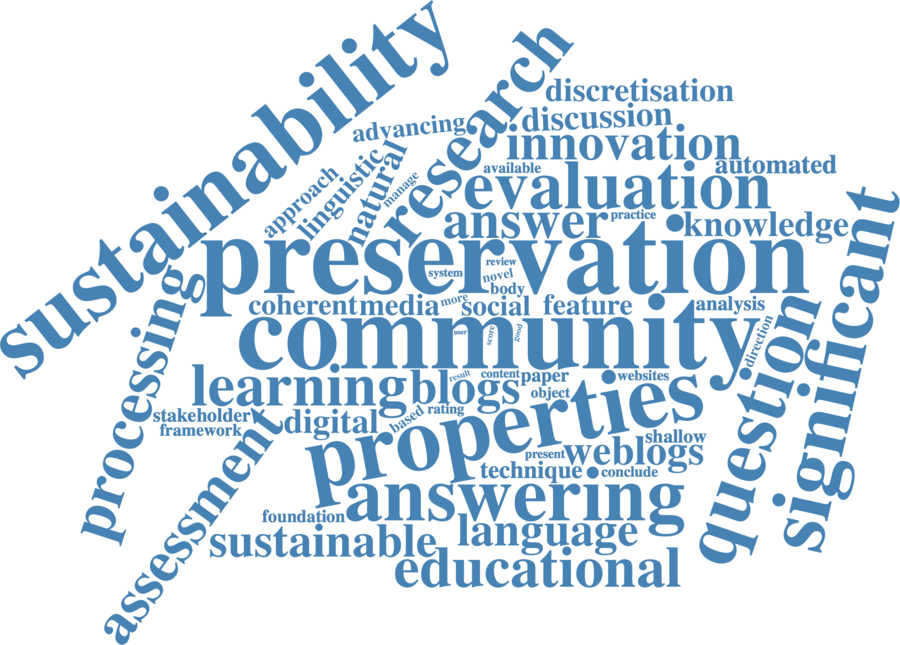 sustainability
research
discretisation
advancing
discussion
innovation
approach
linguistic
natural
manage
available
automated
evaluation
answer
practice
knowledge
preservation
review
system
novel
body
processing
coherent
media
more
social
feature
analysis
significant
community
user
score
good
direction
question
learning
blogs
result
content
paper
websites
object
properties
stakeholder
framework
digital
based
rating
assessment
shallow
weblogs
present
technique
conclude
answering
foundation
sustainable
language
educational